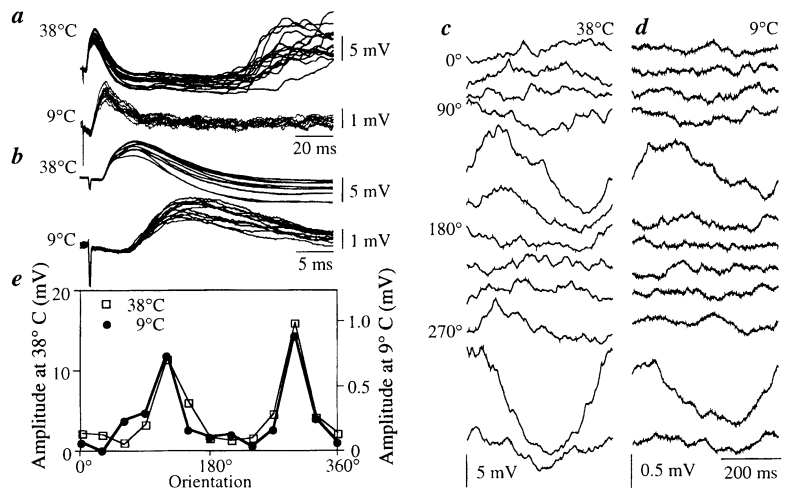 a
38°C
5 mV
9°C
1 mV
20 ms
b
38°C
5 mV
9°C
1 mV
5 ms
c 38°C
0°
90°
180°
270°
5 mV
d 9°C
0.5 mV 200 ms
e
Amplitude at 38° C (mV)
20
10
0
38°C
9°C
0° 180° 360°
Orientation
1.0
0.5
0
Amplitude at 9° C (mV)